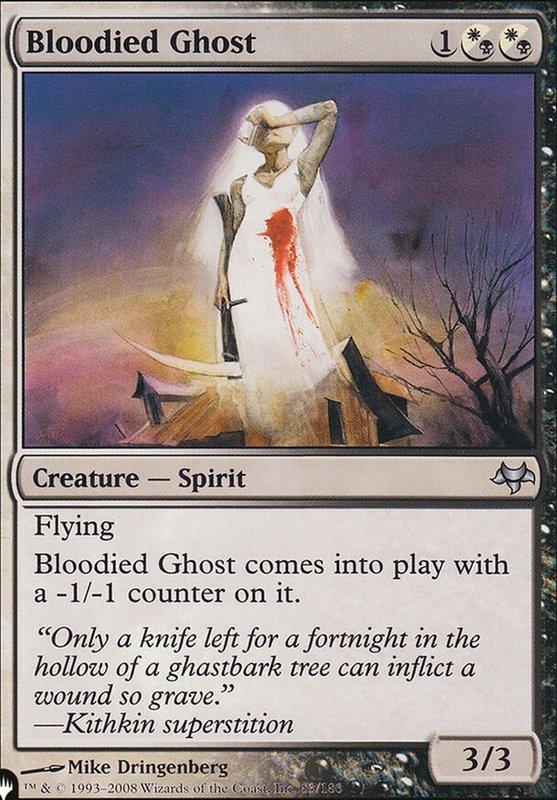 Bloodied Ghost 1
Creature — Spirit
Flying
Bloodied Ghost comes into play with
a -1/-1 counter on it.
“Only a knife left for a fortnight in the
hollow of a ghastbark tree can inflict a
wound so grave.”
—Kithkin superstition
3/3
Mike Dringenberg
™ & © 1993–2008 Wizards of the Coast, Inc.